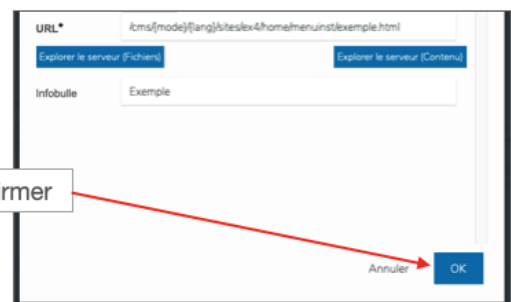 URL*
/cms/{mode}/{lang}/sites/ex4/home/menuinst/exemple.html
Explorer le serveur (Fichiers)
Explorer le serveur (Contenu)
Infobulle
Exemple
irmer
Annuler
OK